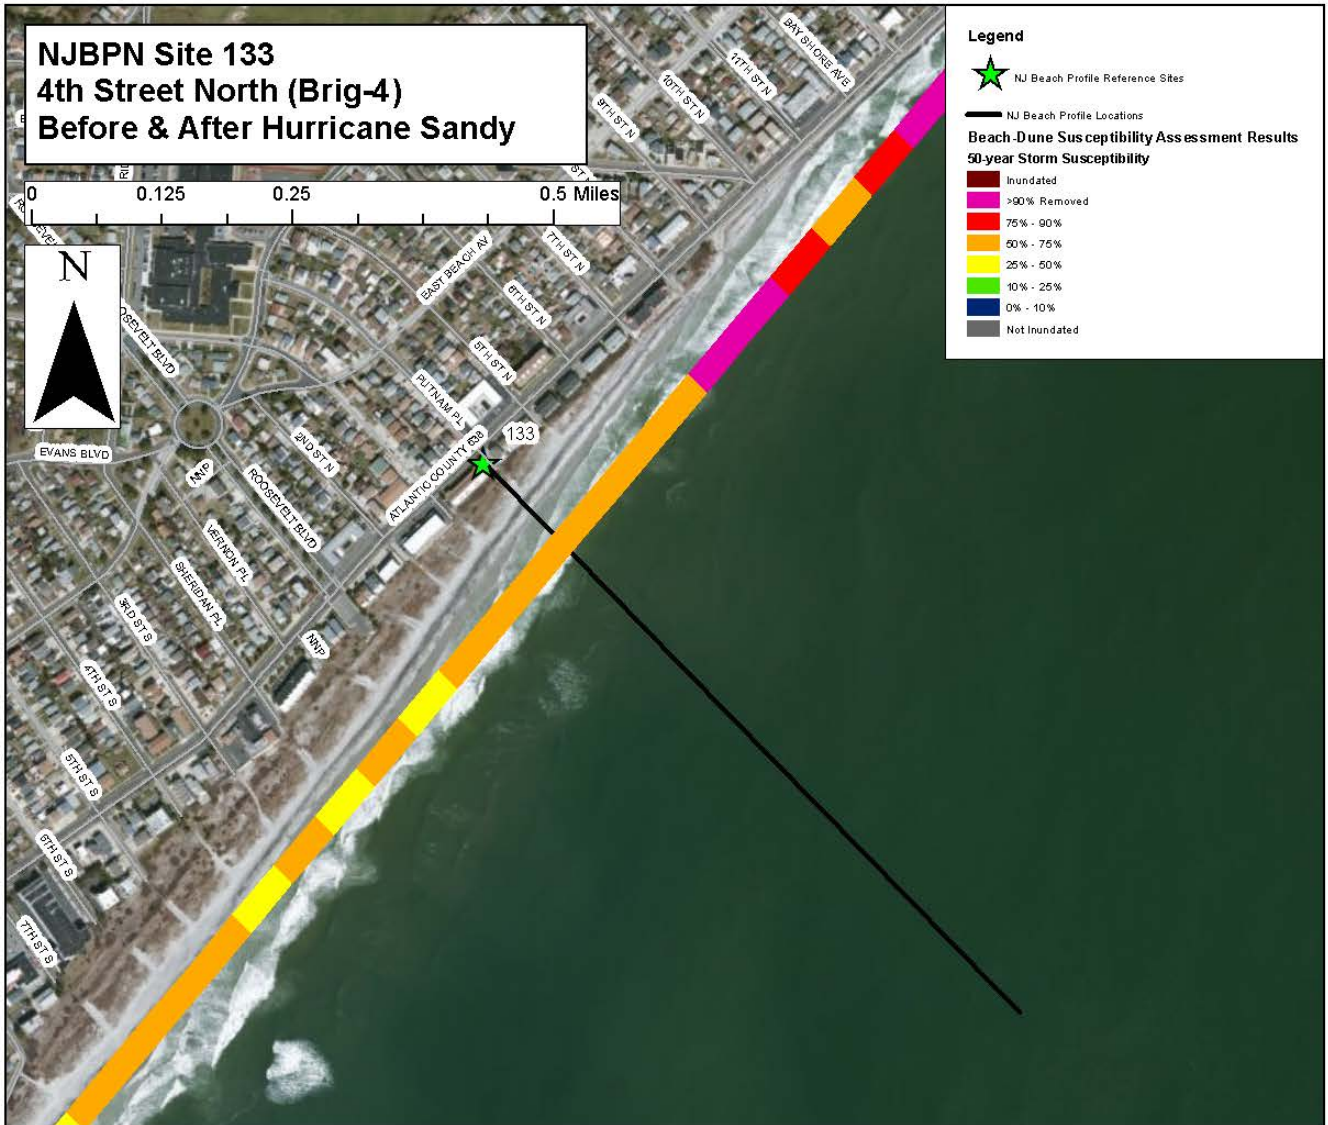 NJBPN Site 133
4th Street North (Brig-4)
Before & After Hurricane Sandy
0 0.125 0.25 0.5 Miles
N
Legend
NJ Beach Profile Reference Sites
NJ Beach Profile Locations
Beach-Dune Susceptibility Assessment Results
50-year Storm Susceptibility
Inundated
>90% Removed
75% - 90%
50% - 75%
25% - 50%
10% - 25%
0% - 10%
Not Inundated
BAY SHORE AVE
11TH ST N
10TH ST N
9TH ST N
ST N
7TH ST N
EAST BEACH AV
6TH ST N
5TH ST N
PUTNAM PL
OSEVELT BLVD
133
ATLANTIC COUNTY 638
2ND ST N
EVANS BLVD
NNP
ROOSEVELT BLVD
VERNON PL
SHERIDAN PL
3RD ST S
NNP
4TH ST S
5TH ST S
6TH ST S
7TH ST S